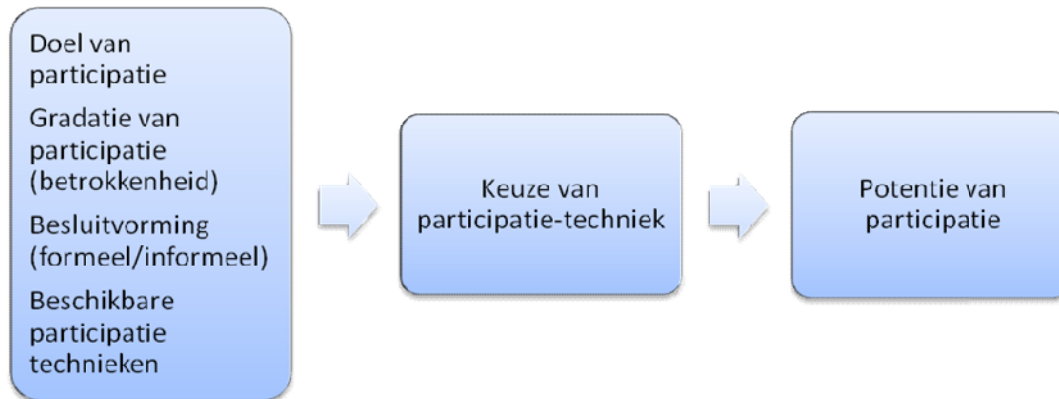 Doel van
participatie
Gradatie van
participatie
(betrokkenheid)
Besluitvorming
(formeel/informeel)
Beschikbare
participatie
technieken
Keuze van
participatie-techniek
Potentie van
participatie